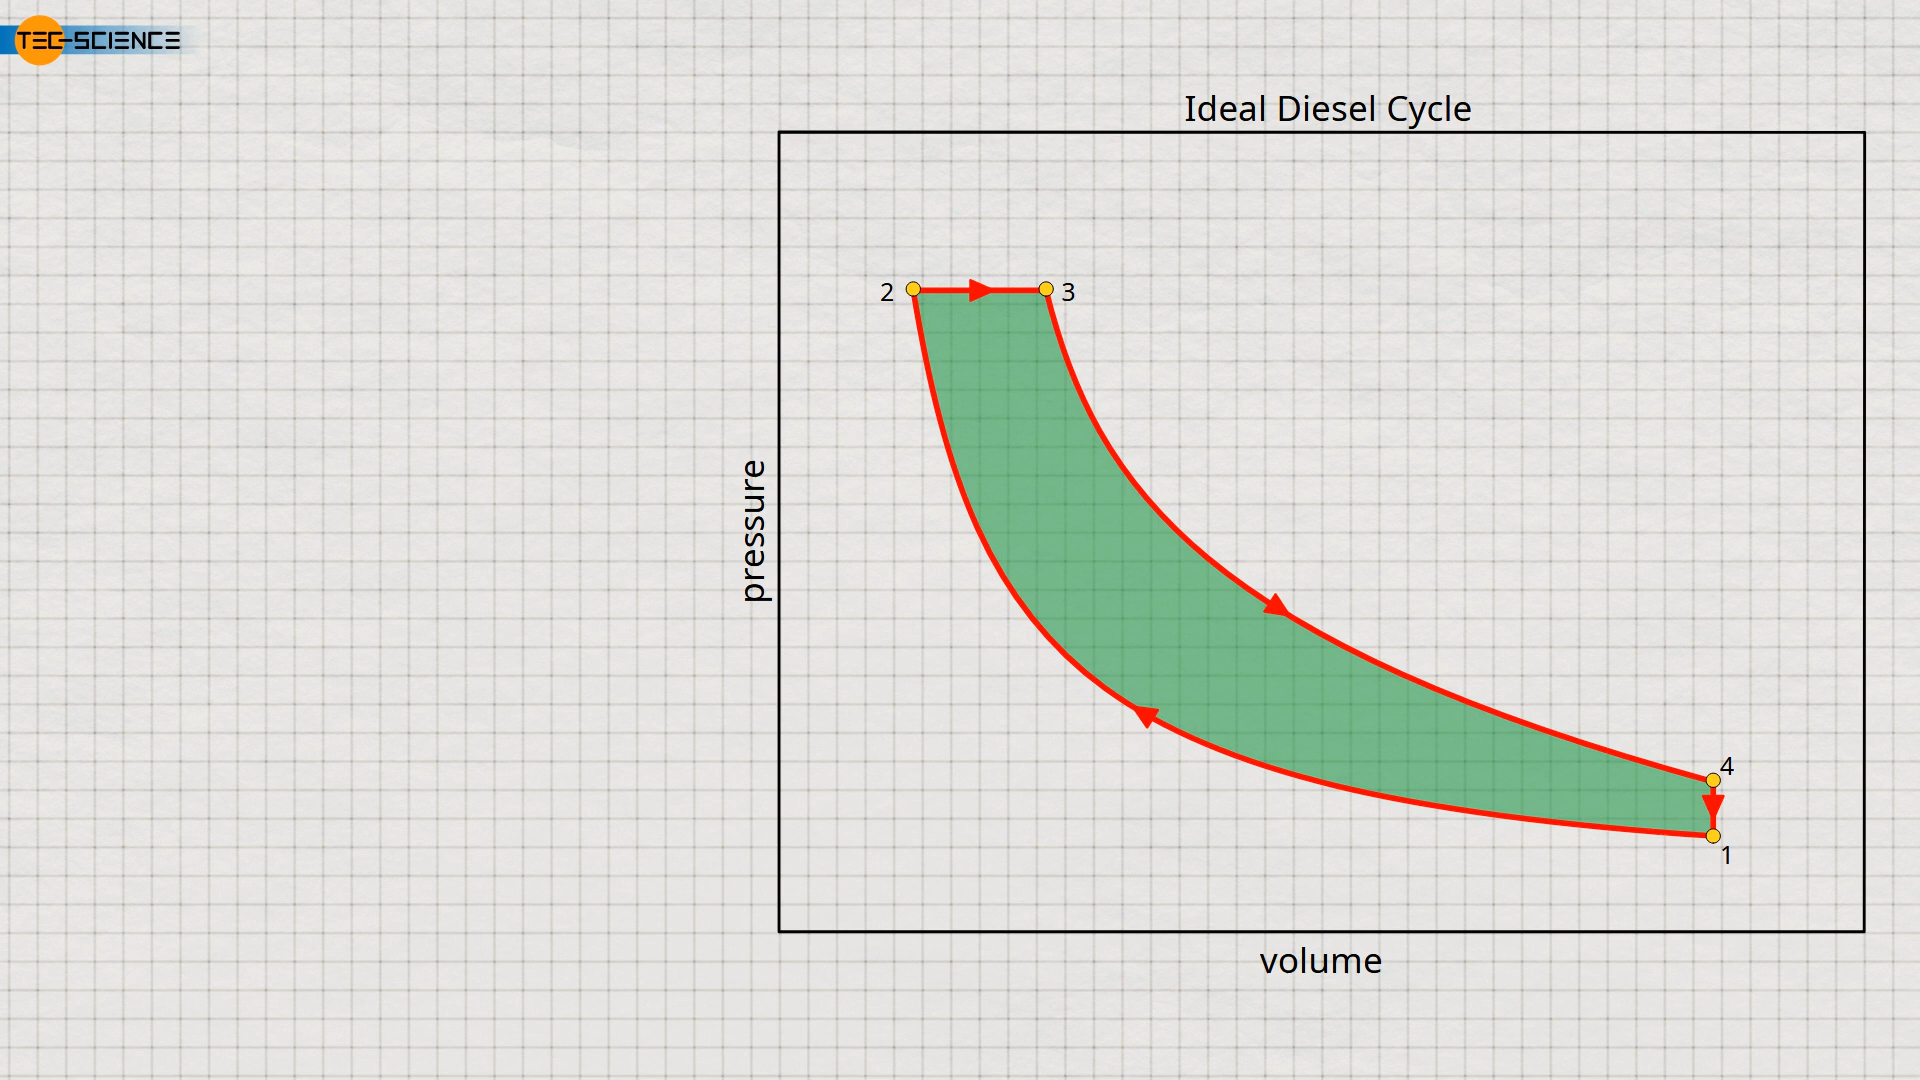 TEC-SCIENCE
Ideal Diesel Cycle
2
3
pressure
4
1
volume